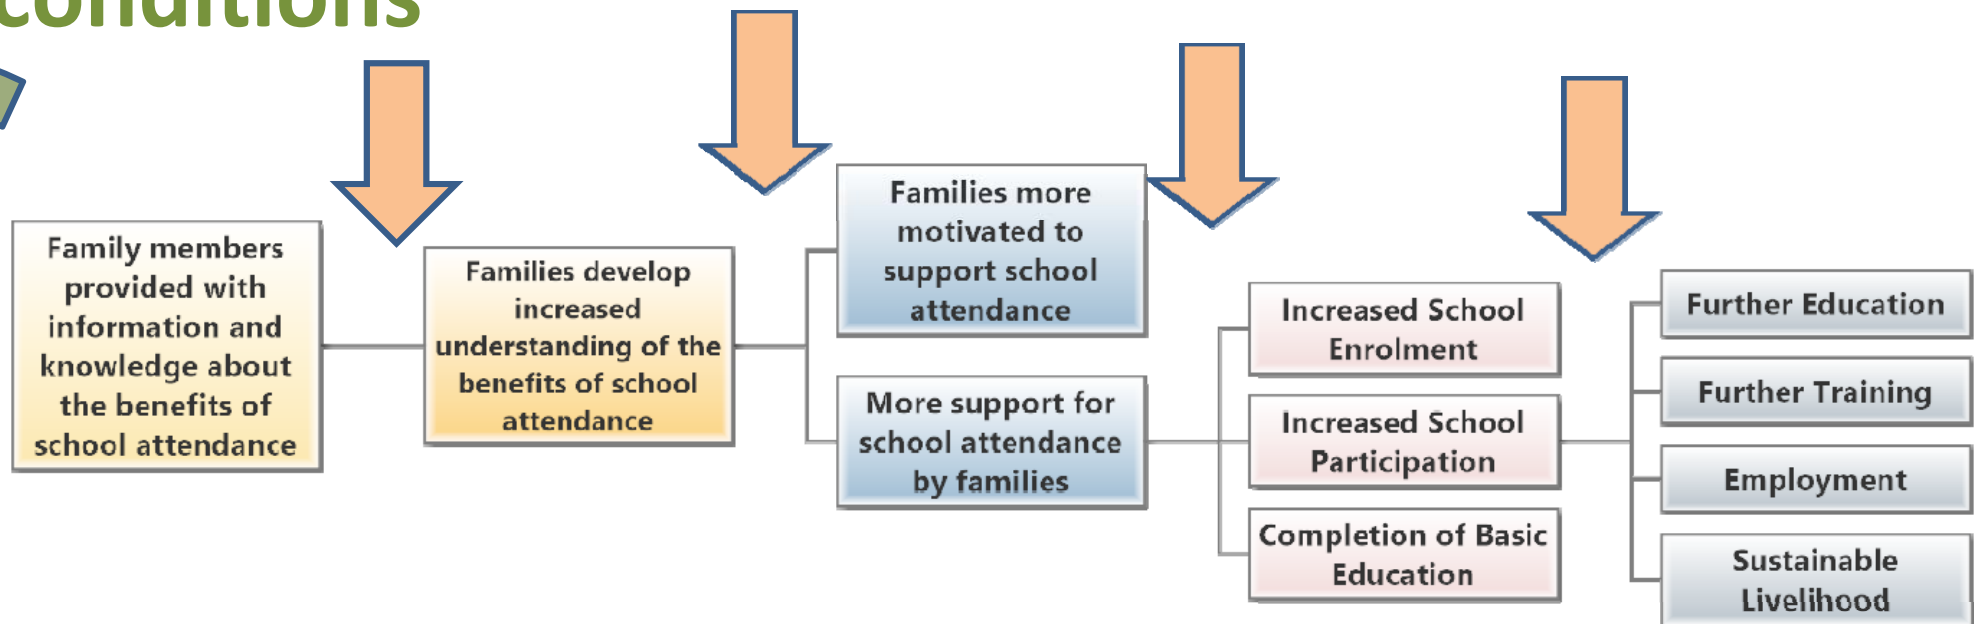 conditions
Family members
provided with
information and
knowledge about
the benefits of
school attendance
Families develop
increased
understanding of the
benefits of school
attendance
Families more
motivated to
support school
attendance
More support for
school attendance
by families
Increased School
Enrolment
Increased School
Participation
Completion of Basic
Education
Further Education
Further Training
Employment
Sustainable
Livelihood